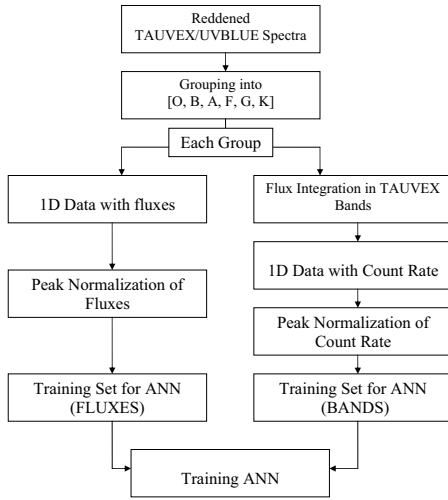 Reddened
TAUVEX/UVBLUE Spectra
Grouping into
[O, B, A, F, G, K]
Each Group
1D Data with fluxes
Peak Normalization of
Fluxes
Training Set for ANN
(FLUXES)
Flux Integration in TAUVEX
Bands
1D Data with Count Rate
Peak Normalization of
Count Rate
Training Set for ANN
(BANDS)
Training ANN